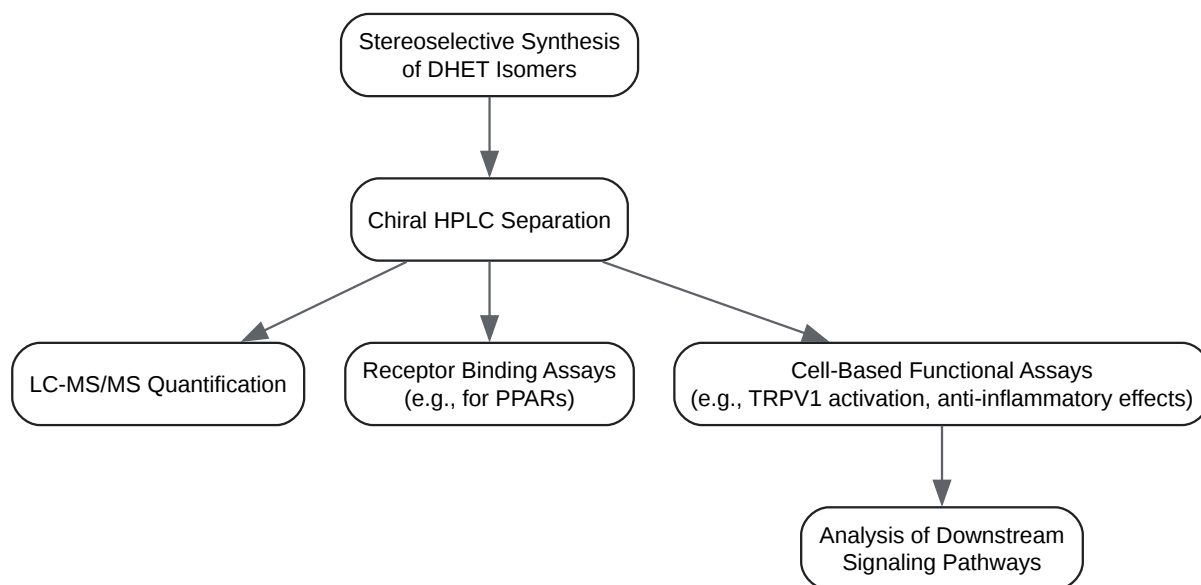 Stereoselective Synthesis
of DHET Isomers
Chiral HPLC Separation
LC-MS/MS Quantification
Receptor Binding Assays
(e.g., for PPARs)
Cell-Based Functional Assays
(e.g., TRPV1 activation, anti-inflammatory effects)
Analysis of Downstream
Signaling Pathways